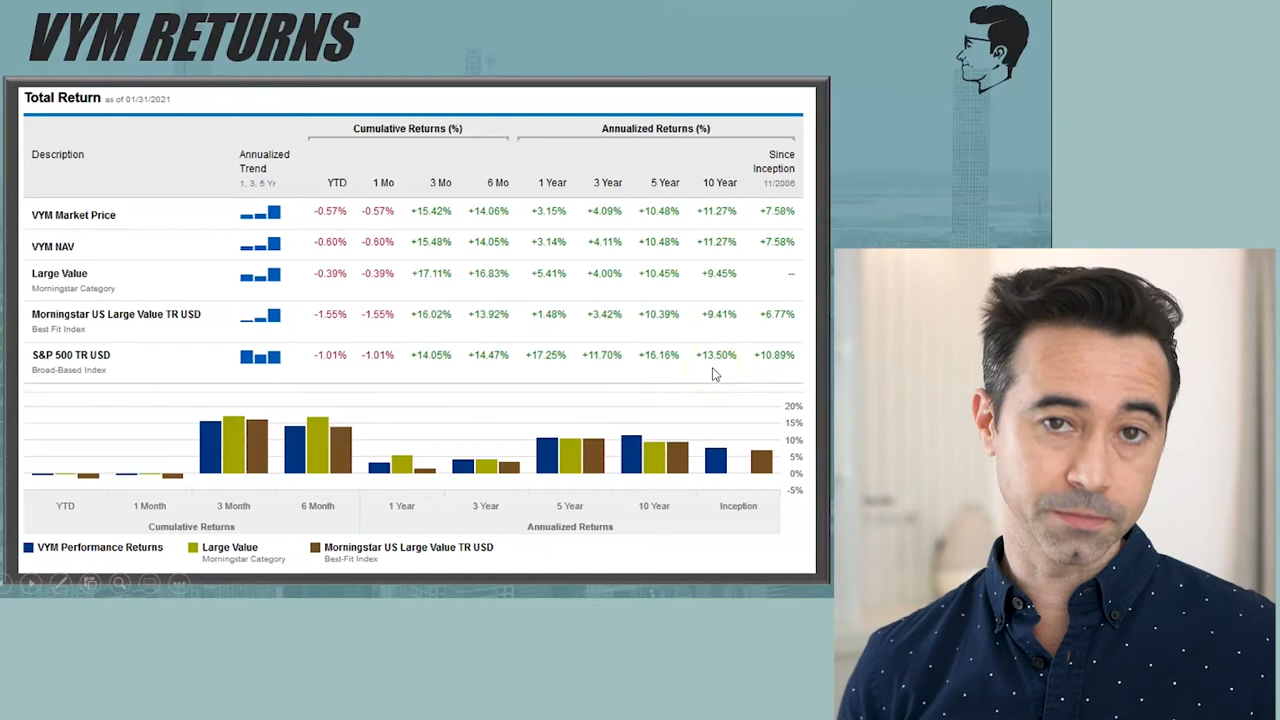 VYM RETURNS
Total Return as of 01/31/2021
Cumulative Returns (%) Annualized Returns (%)
Description Annualized Trend 1, 3, 5 Yr YTD 1 Mo 3 Mo 6 Mo 1 Year 3 Year 5 Year 10 Year Since Inception 11/2006
VYM Market Price -0.57% -0.57% +15.42% +14.06% +3.15% +4.09% +10.48% +11.27% +7.58%
VYM NAV -0.60% -0.60% +15.48% +14.05% +3.14% +4.11% +10.48% +11.27% +7.58%
Large Value -0.39% -0.39% +17.11% +16.83% +5.41% +4.00% +10.45% +9.45% --
Morningstar Category
Morningstar US Large Value TR USD -1.55% -1.55% +16.02% +13.92% +1.48% +3.42% +10.39% +9.41% +6.77%
Best Fit Index
S&P 500 TR USD -1.01% -1.01% +14.05% +14.47% +17.25% +11.70% +16.16% +13.50% +10.89%
Broad-Based Index
20%
15%
10%
5%
0%
-5%
YTD 1 Month 3 Month 6 Month 1 Year 3 Year 5 Year 10 Year Inception
Cumulative Returns Annualized Returns
VYM Performance Returns Large Value Morningstar US Large Value TR USD
Morningstar Category Best-Fit Index